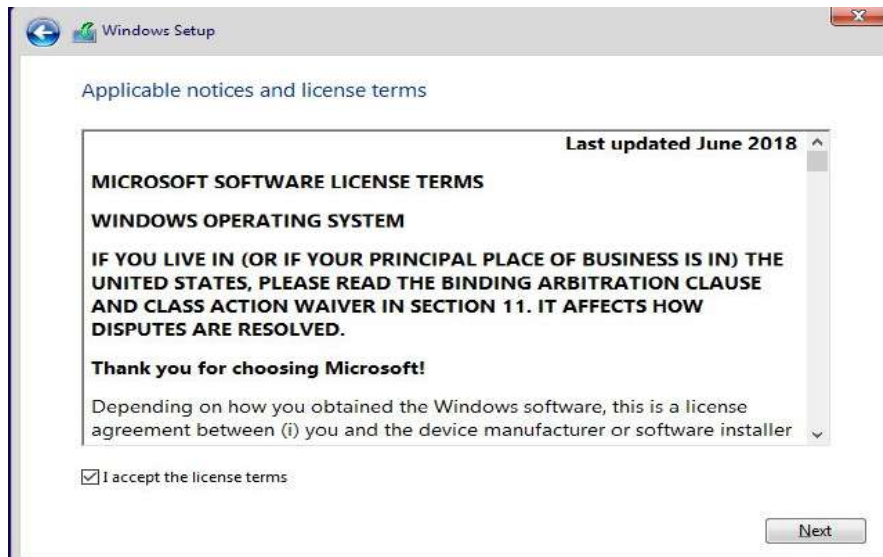 Windows Setup
Applicable notices and license terms
Last updated June 2018
MICROSOFT SOFTWARE LICENSE TERMS
WINDOWS OPERATING SYSTEM
IF YOU LIVE IN (OR IF YOUR PRINCIPAL PLACE OF BUSINESS IS IN) THE
UNITED STATES, PLEASE READ THE BINDING ARBITRATION CLAUSE
AND CLASS ACTION WAIVER IN SECTION 11. IT AFFECTS HOW
DISPUTES ARE RESOLVED.
Thank you for choosing Microsoft!
Depending on how you obtained the Windows software, this is a license
agreement between (i) you and the device manufacturer or software installer
I accept the license terms
Next